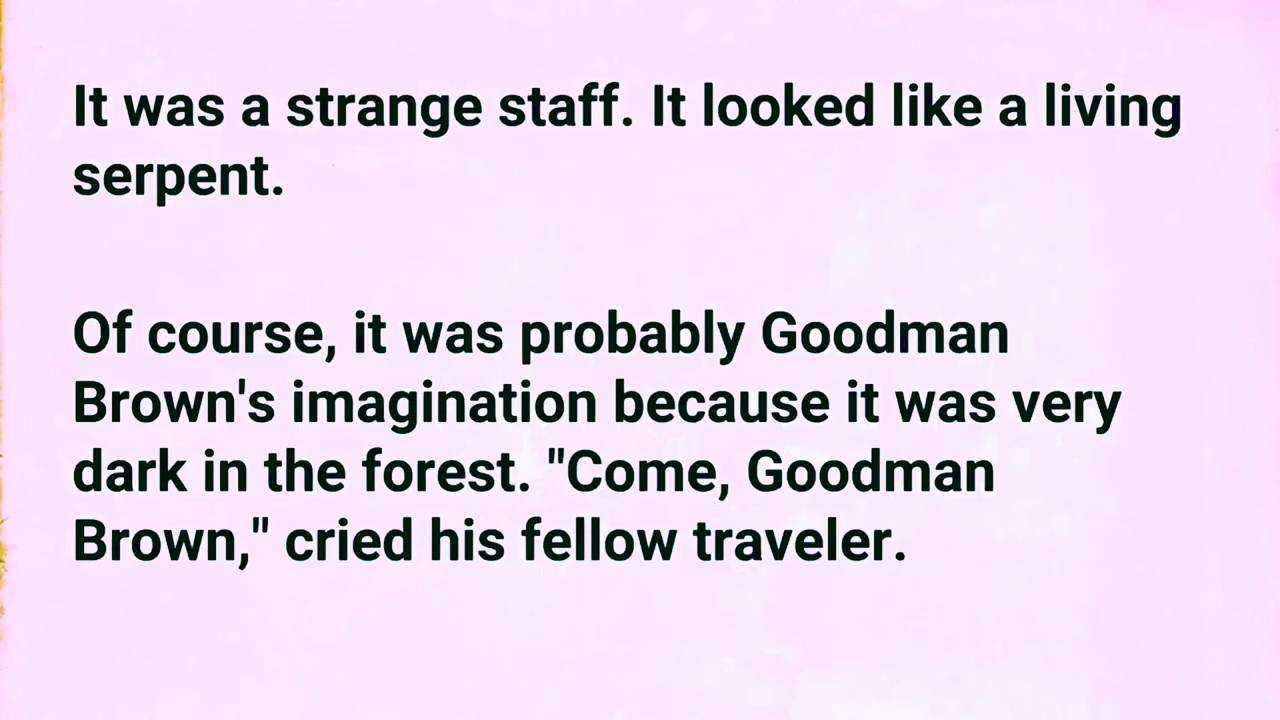 It was a strange staff. It looked like a living
serpent.
Of course, it was probably Goodman
Brown's imagination because it was very
dark in the forest. "Come, Goodman
Brown," cried his fellow traveler.